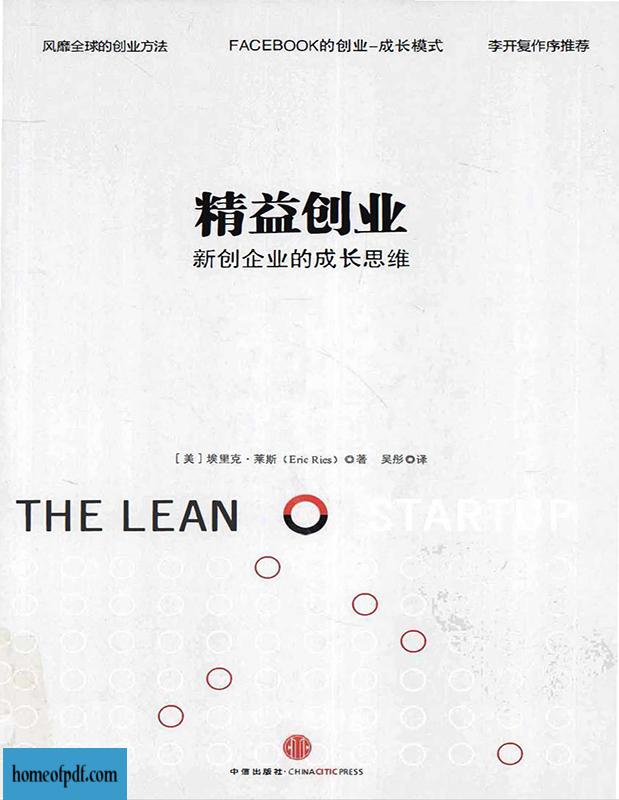 风靡全球的创业方法 FACEBOOK的创业-成长模式 李开复作序推荐
精益创业
新创企业的成长思维
[美]埃里克·莱斯(Eric Ries)著 吴彤译
THE LEAN STARTUP
中信出版社·CHINACITICPRESS
homeofpdf.com